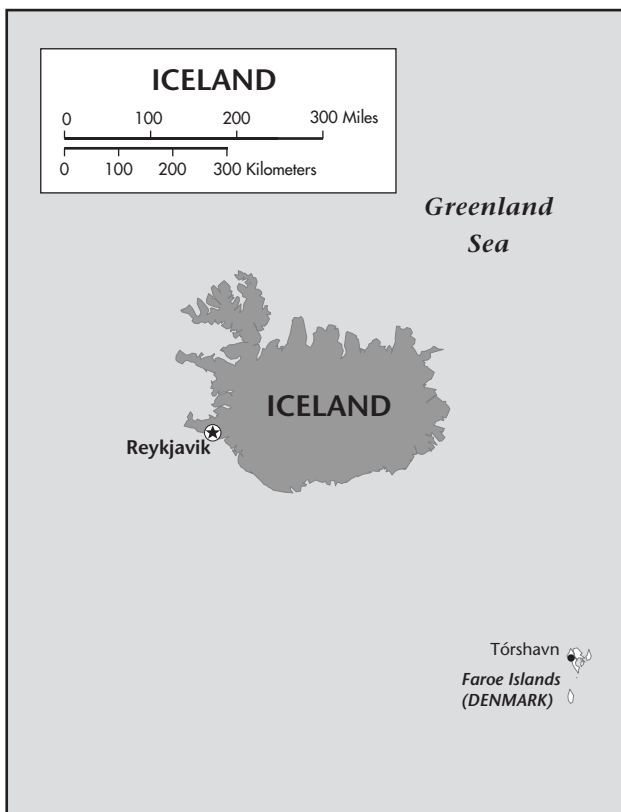 ICELAND
0 100 200 300 Miles
0 100 200 300 Kilometers
Greenland
Sea
ICELAND
Reykjavik
Tórshavn
Faroe Islands
(DENMARK)